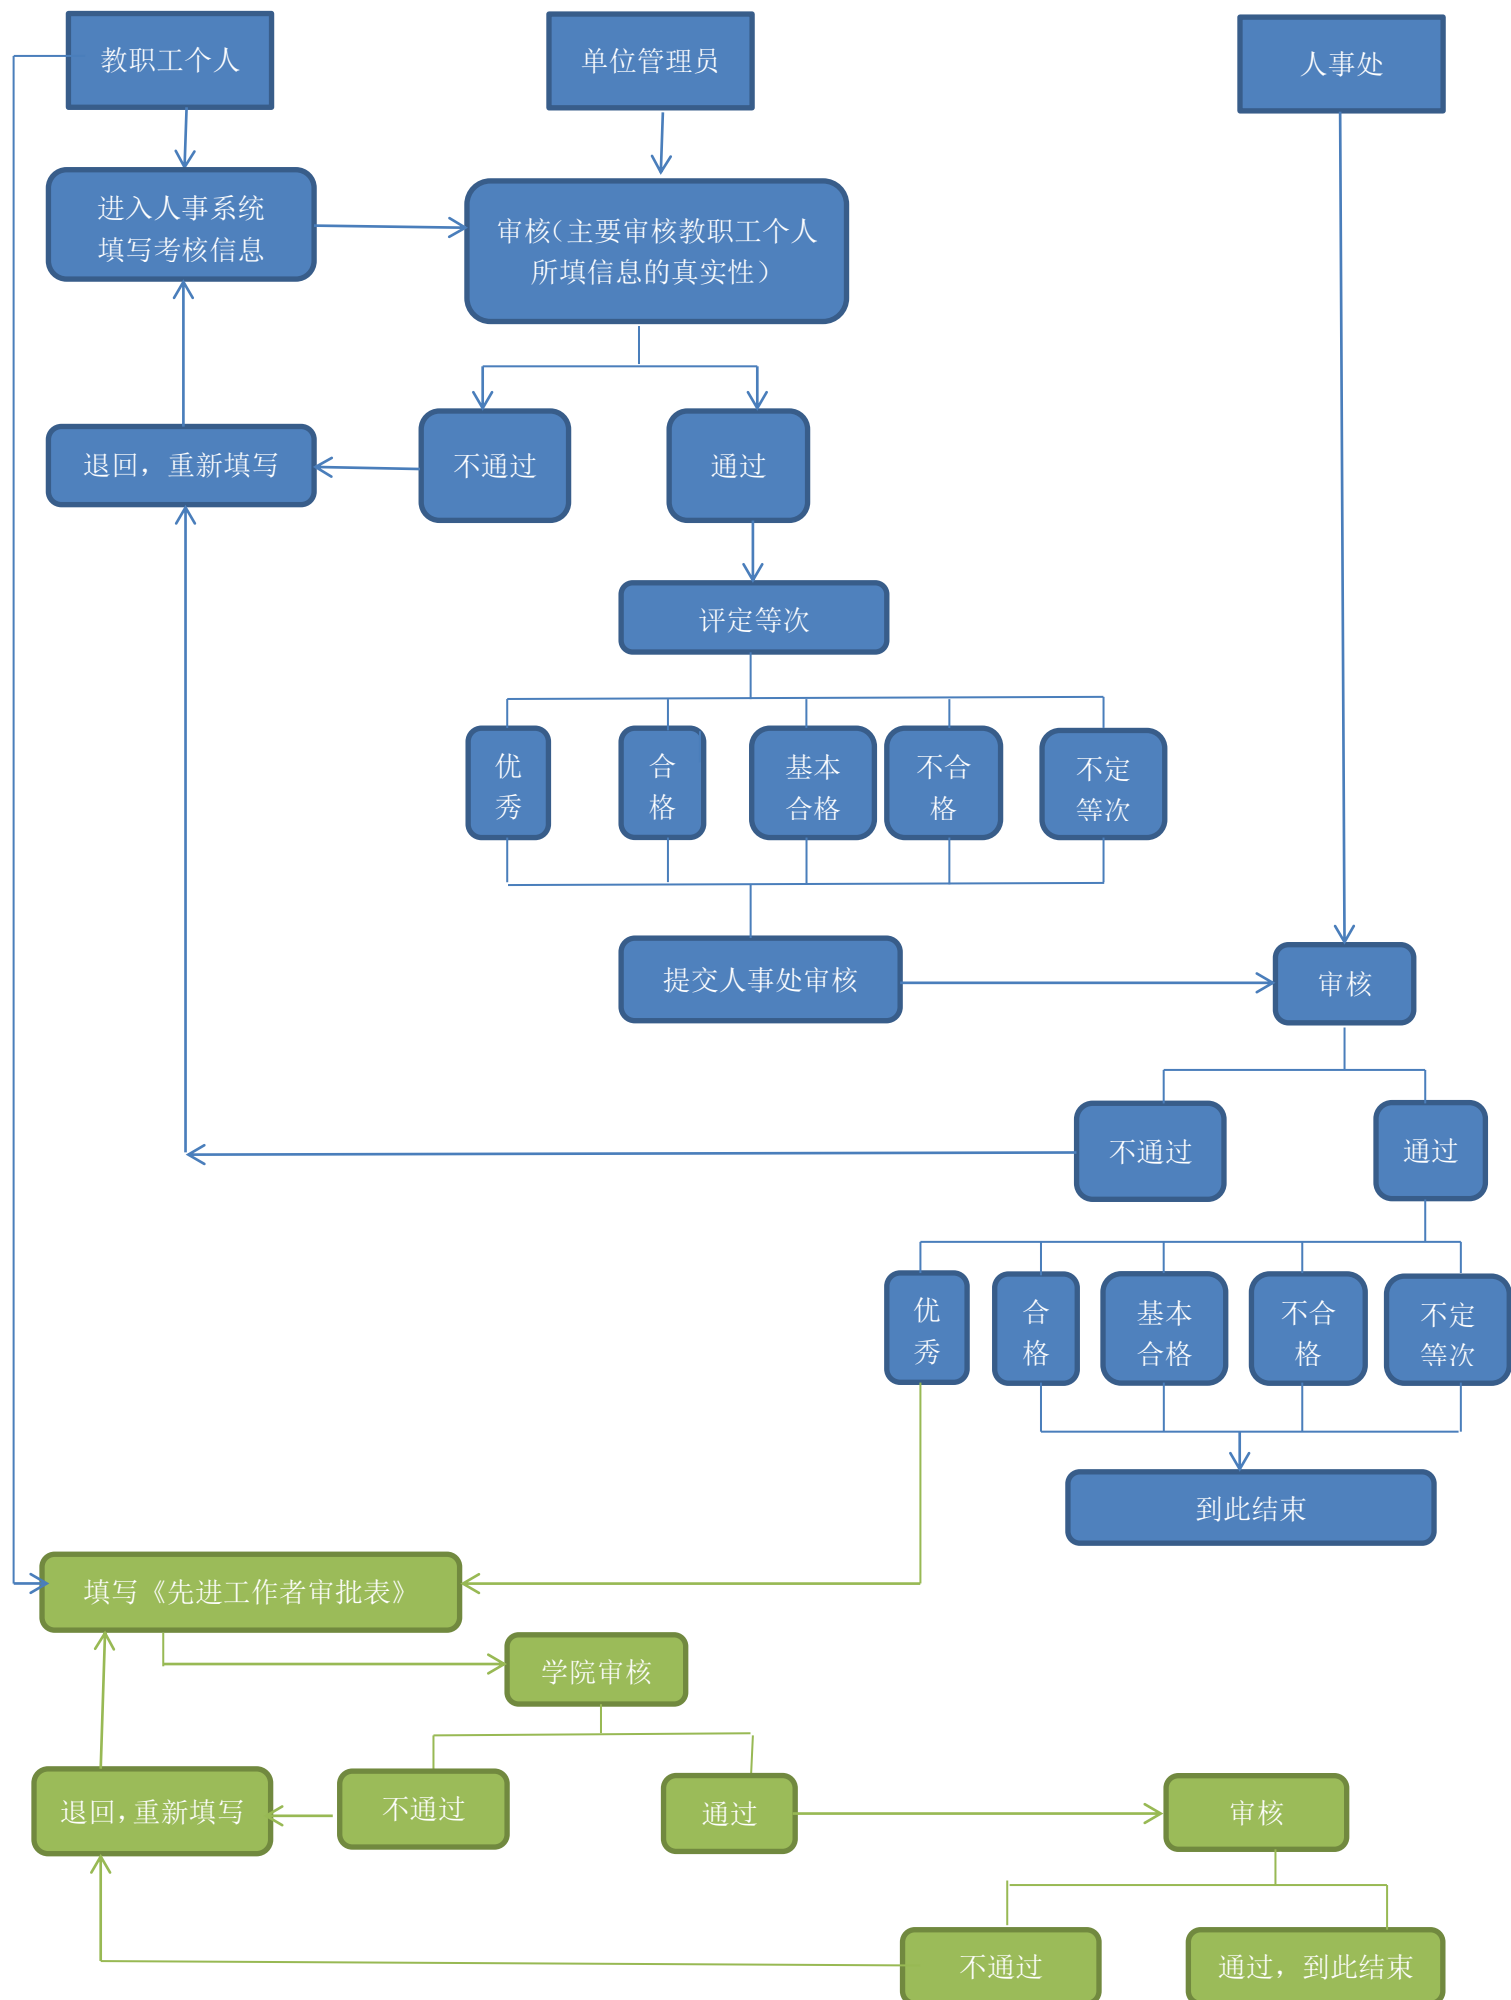 教职工个人
单位管理员
人事处
进入人事系统
填写考核信息
审核（主要审核教职工个人
所填信息的真实性）
退回，重新填写
不通过
通过
评定等次
优
秀
合
格
基本
合格
不合
格
不定
等次
提交人事处审核
审核
不通过
通过
优
秀
合
格
基本
合格
不合
格
不定
等次
到此结束
填写《先进工作者审批表》
学院审核
退回，重新填写
不通过
通过
审核
不通过
通过，到此结束